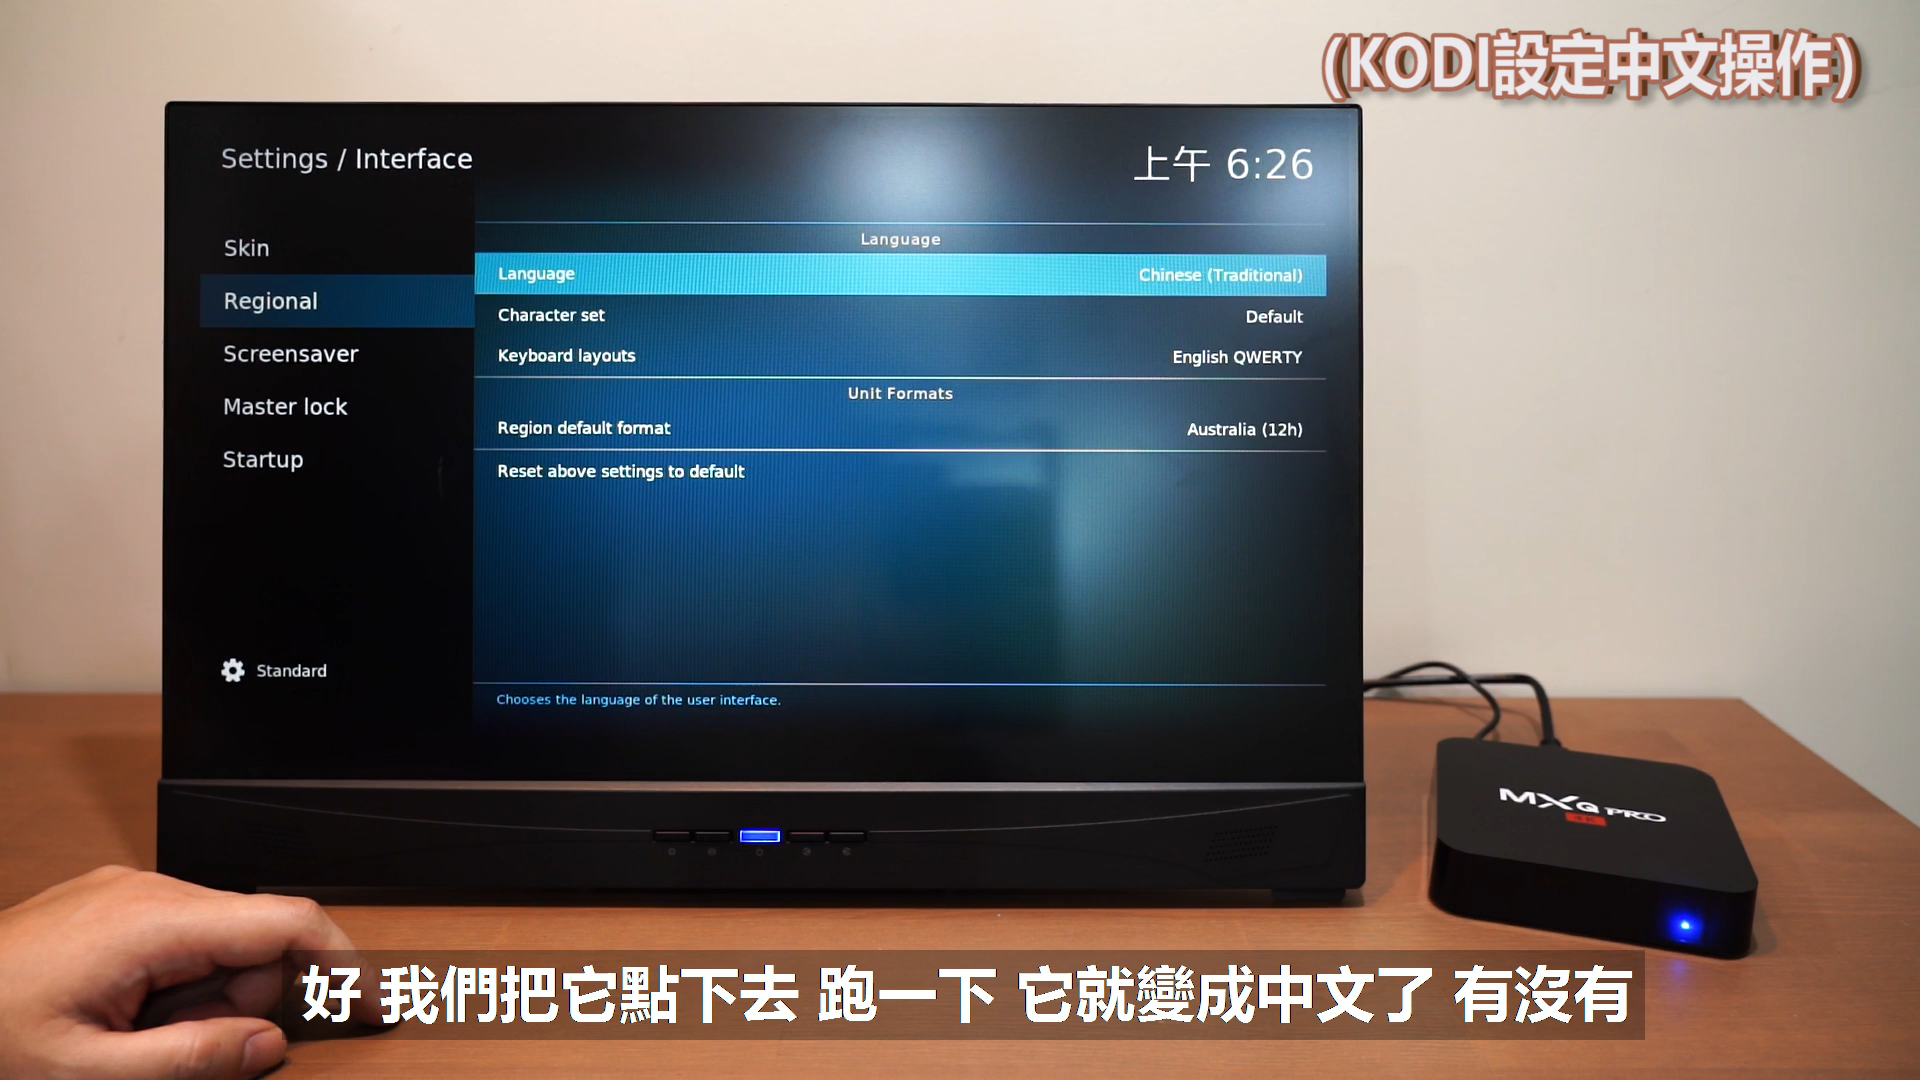 (KODI設定中文操作)
Settings / Interface
上午 6:26
Skin
Regional
Screensaver
Master lock
Startup
Standard
Language
Language Chinese (Traditional)
Character set Default
Keyboard layouts English QWERTY
Unit Formats
Region default format Australia (12h)
Reset above settings to default
Chooses the language of the user interface.
MXQ PRO
4K
好 我們把它點下去 跑一下 它就變成中文了 有沒有